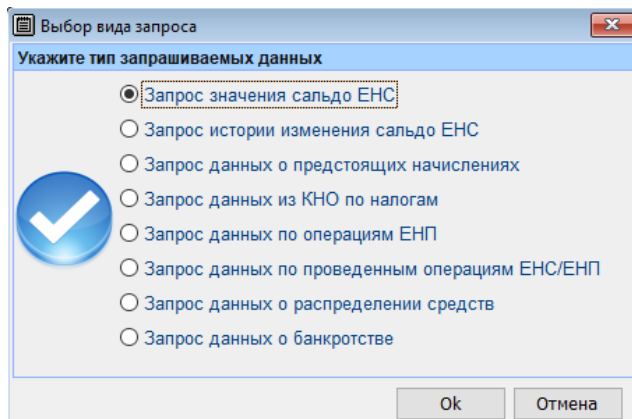 Выбор вида запроса
Укажите тип запрашиваемых данных
Запрос значения сальдо ЕНС
Запрос истории изменения сальдо ЕНС
Запрос данных о предстоящих начислениях
Запрос данных из КНО по налогам
Запрос данных по операциям ЕНП
Запрос данных по проведенным операциям ЕНС/ЕНП
Запрос данных о распределении средств
Запрос данных о банкротстве
Ok Отмена